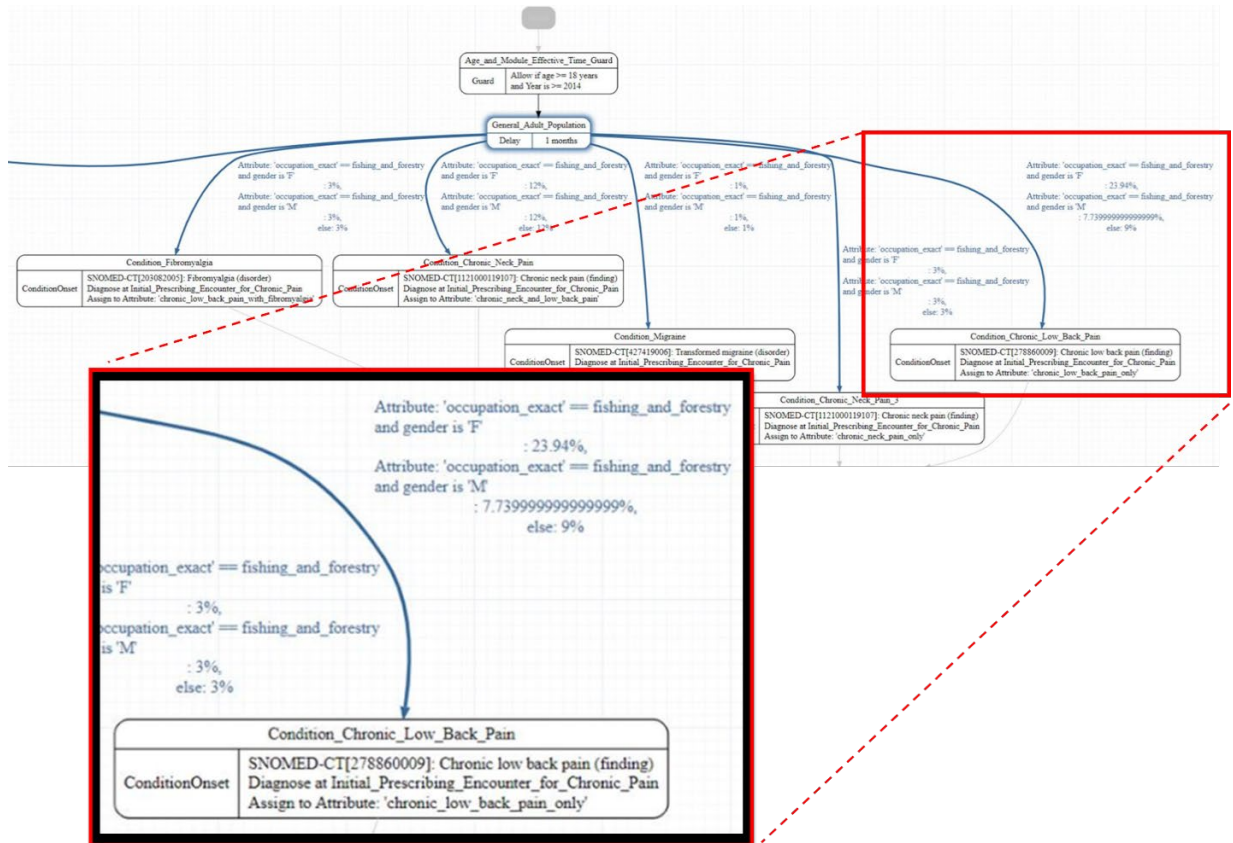 Age_and_Module_Effective_Time_Guard
Guard
Allow if age >= 18 years
and Year is >= 2014
General_Adult_Population
Delay
1 months
Attribute: 'occupation_exact' == fishing_and_forestry
and gender is 'F'
: 3%,
Attribute: 'occupation_exact' == fishing_and_forestry
and gender is 'M'
: 3%,
else: 3%
Attribute: 'occupation_exact' == fishing_and_forestry
and gender is 'F'
: 12%,
Attribute: 'occupation_exact' == fishing_and_forestry
and gender is 'M'
: 12%,
else: 12%
Attribute: 'occupation_exact' == fishing_and_forestry
and gender is 'F'
: 1%,
Attribute: 'occupation_exact' == fishing_and_forestry
and gender is 'M'
: 1%,
else: 1%
Attribute: 'occupation_exact' == fishing_and_forestry
and gender is 'F'
: 3%,
Attribute: 'occupation_exact' == fishing_and_forestry
and gender is 'M'
: 3%,
else: 3%
Attribute: 'occupation_exact' == fishing_and_forestry
and gender is 'F'
: 23.94%,
Attribute: 'occupation_exact' == fishing_and_forestry
and gender is 'M'
: 7.739999999999999%,
else: 9%
Condition_Fibromyalgia
ConditionOnset
SNOMED-CT[203082005]: Fibromyalgia (disorder)
Diagnose at Initial_Prescribing_Encounter_for_Chronic_Pain
Assign to Attribute: 'chronic_low_back_pain_with_fibromyalgia'
Condition_Chronic_Neck_Pain
ConditionOnset
SNOMED-CT[1121000119107]: Chronic neck pain (finding)
Diagnose at Initial_Prescribing_Encounter_for_Chronic_Pain
Assign to Attribute: 'chronic_neck_and_low_back_pain'
Condition_Migraine
ConditionOnset
SNOMED-CT[427419006]: Transformed migraine (disorder)
Diagnose at Initial_Prescribing_Encounter_for_Chronic_Pain
Condition_Chronic_Low_Back_Pain
ConditionOnset
SNOMED-CT[278860009]: Chronic low back pain (finding)
Diagnose at Initial_Prescribing_Encounter_for_Chronic_Pain
Assign to Attribute: 'chronic_low_back_pain_only'
Condition_Chronic_Neck_Pain_3
SNOMED-CT[1121000119107]: Chronic neck pain (finding)
Diagnose at Initial_Prescribing_Encounter_for_Chronic_Pain
Assign to Attribute: 'chronic_neck_pain_only'
Attribute: 'occupation_exact' == fishing_and_forestry
and gender is 'F'
: 23.94%,
Attribute: 'occupation_exact' == fishing_and_forestry
and gender is 'M'
: 7.739999999999999%,
else: 9%
occupation_exact' == fishing_and_forestry
is 'F'
: 3%,
occupation_exact' == fishing_and_forestry
is 'M'
: 3%,
else: 3%
Condition_Chronic_Low_Back_Pain
ConditionOnset
SNOMED-CT[278860009]: Chronic low back pain (finding)
Diagnose at Initial_Prescribing_Encounter_for_Chronic_Pain
Assign to Attribute: 'chronic_low_back_pain_only'